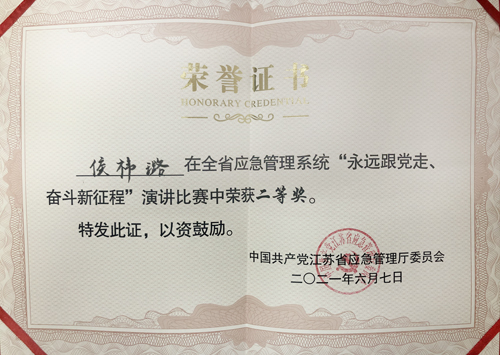 荣誉证书
HONORARY CREDENTIAL
侯祎璐 在全省应急管理系统“永远跟党走、
奋斗新征程”演讲比赛中荣获二等奖。
特发此证，以资鼓励。
中国共产党江苏省应急管理厅委员会
二〇二一年六月七日